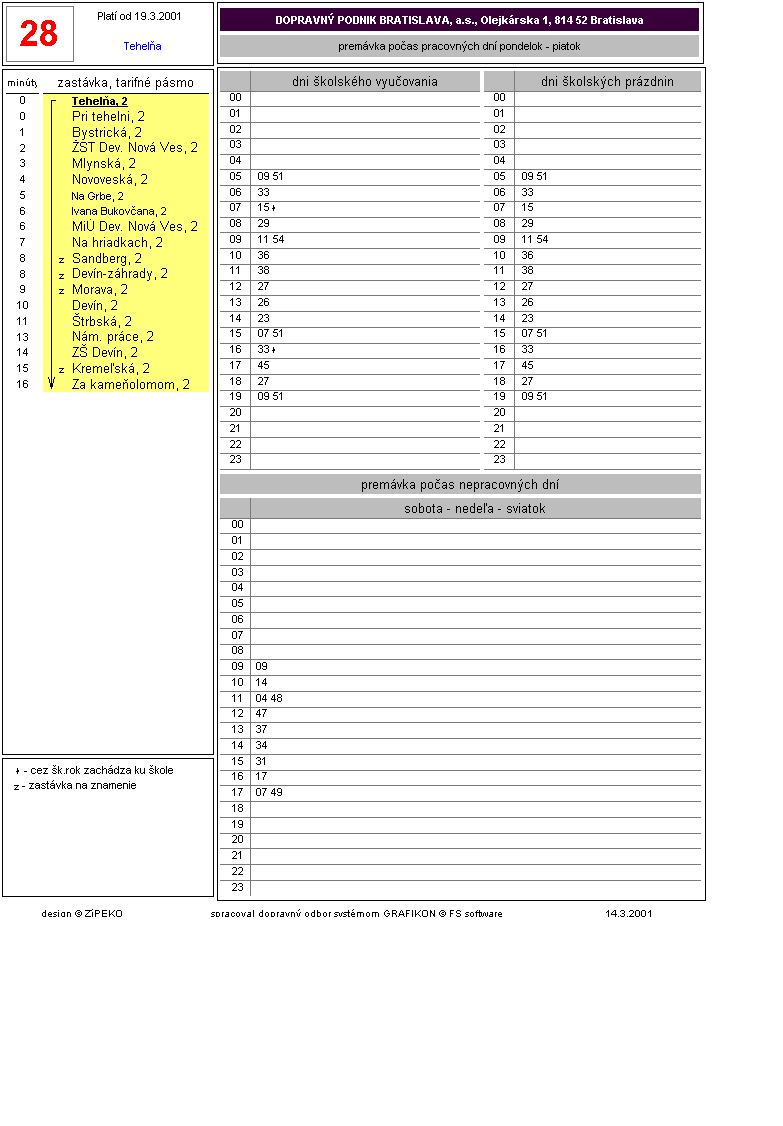 28
Platí od 19.3.2001
Tehelňa
DOPRAVNÝ PODNIK BRATISLAVA, a.s., Olejkárska 1, 814 52 Bratislava
premávka počas pracovných dní pondelok - piatok
minúty zastávka, tarifné pásmo
0 Tehelňa, 2
0 Pri tehelni, 2
1 Bystrická, 2
2 ŽST Dev. Nová Ves, 2
3 Mlynská, 2
4 Novoveská, 2
5 Na Grbe, 2
6 Ivana Bukovčana, 2
6 MiÚ Dev. Nová Ves, 2
7 Na hriadkach, 2
8 z Sandberg, 2
8 z Devín-záhrady, 2
9 z Morava, 2
10 Devín, 2
11 Štrbská, 2
13 Nám. práce, 2
14 ZŠ Devín, 2
15 z Kremeľská, 2
16 Za kameňolomom, 2
dni školského vyučovania
00
01
02
03
04
05 09 51
06 33
07 15
08 29
09 11 54
10 36
11 38
12 27
13 26
14 23
15 07 51
16 33
17 45
18 27
19 09 51
20
21
22
23
dni školských prázdnin
00
01
02
03
04
05 09 51
06 33
07 15
08 29
09 11 54
10 36
11 38
12 27
13 26
14 23
15 07 51
16 33
17 45
18 27
19 09 51
20
21
22
23
premávka počas nepracovných dní
sobota - nedeľa - sviatok
00
01
02
03
04
05
06
07
08
09 09
10 14
11 04 48
12 47
13 37
14 34
15 31
16 17
17 07 49
18
19
20
21
22
23
- cez šk.rok zachádza ku škole
z - zastávka na znamenie
design © ZíPEKO
spracoval dopravný odbor systémom GRAFIKON © FS software
14.3.2001